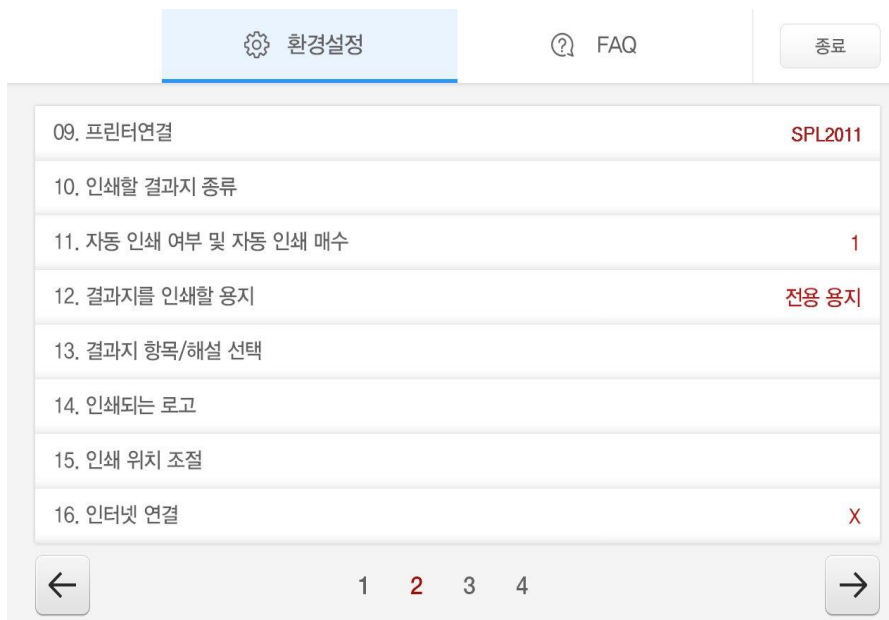 환경설정
FAQ
종료
09. 프린터연결 SPL2011
10. 인쇄할 결과지 종류
11. 자동 인쇄 여부 및 자동 인쇄 매수 1
12. 결과지를 인쇄할 용지 전용 용지
13. 결과지 항목/해설 선택
14. 인쇄되는 로고
15. 인쇄 위치 조절
16. 인터넷 연결 X
1 2 3 4